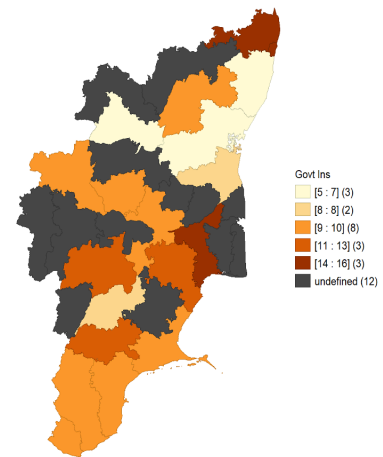 Govt Ins
[5 : 7] (3)
[8 : 8] (2)
[9 : 10] (8)
[11 : 13] (3)
[14 : 16] (3)
undefined (12)